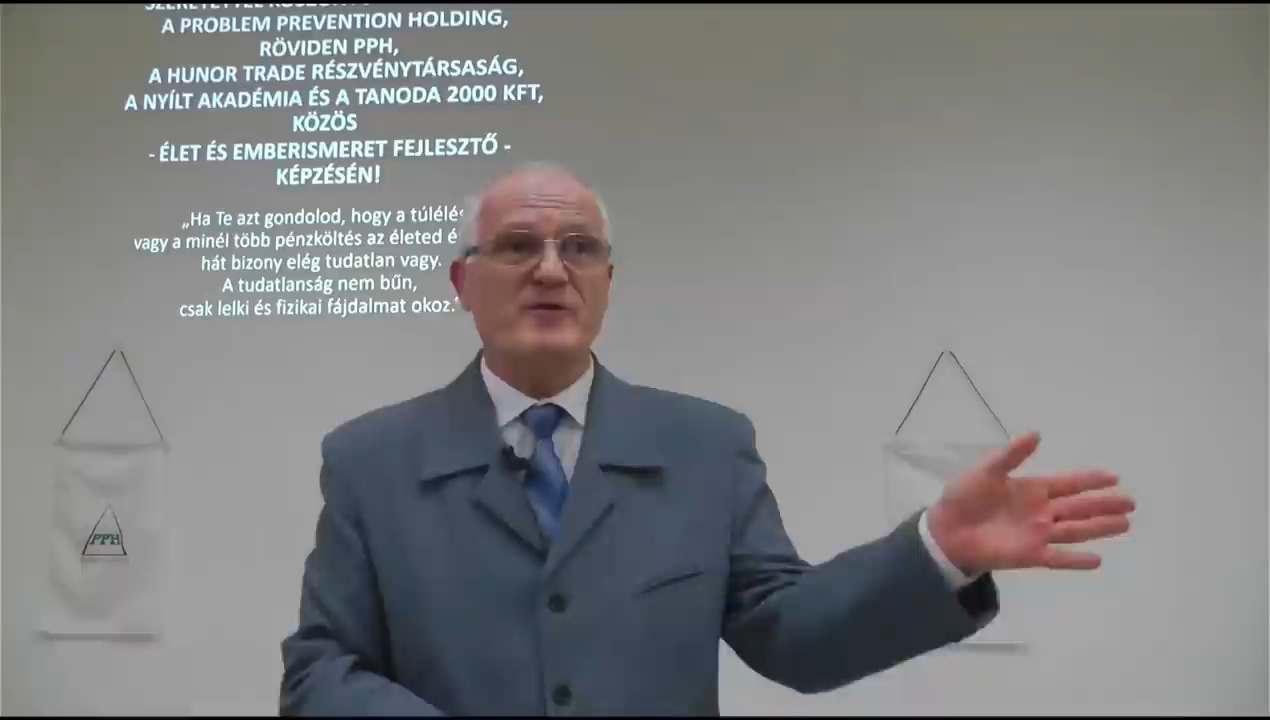 A PROBLEM PREVENTION HOLDING,
RÖVIDEN PPH,
A HUNOR TRADE RÉSZVÉNYTÁRSASÁG,
A NYÍLT AKADÉMIA ÉS A TANODA 2000 KFT,
KÖZÖS
- ÉLET ÉS EMBERISMERET FEJLESZTŐ -
KÉPZÉSÉN!
„Ha Te azt gondolod, hogy a túlélés
vagy a minél több pénzköltés az életed
hát bizony elég tudatlan vagy.
A tudatlanság nem bűn,
csak lelki és fizikai fájdalmat okoz.
PPH